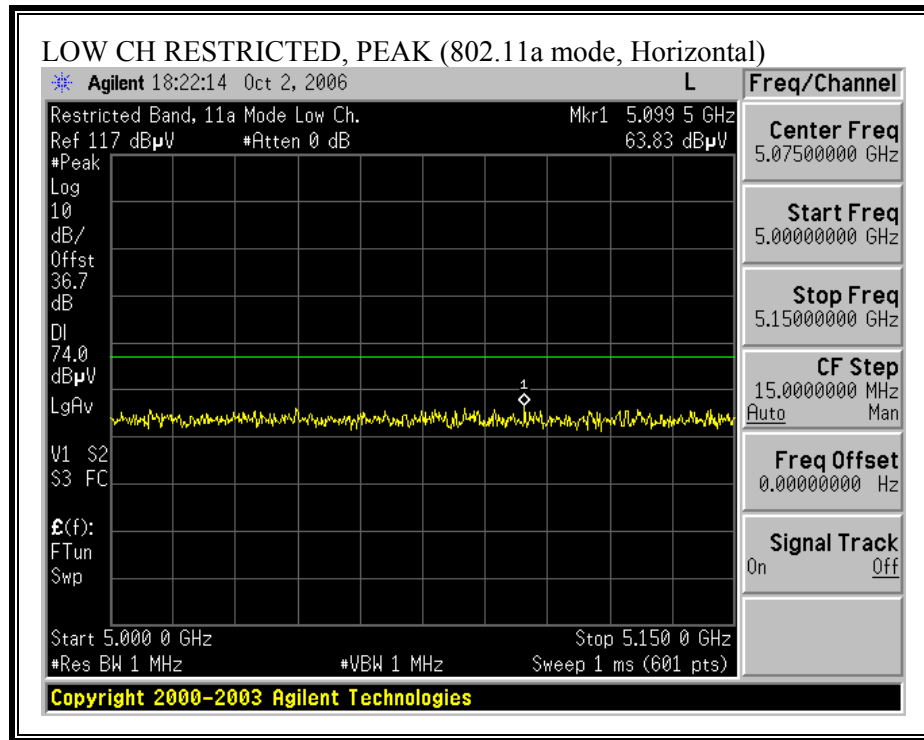 LOW CH RESTRICTED, PEAK (802.11a mode, Horizontal)
Agilent 18:22:14 Oct 2, 2006 L Freq/Channel
Restricted Band, 11a Mode Low Ch. Mkr1 5.099 5 GHz
Ref 117 dBµV #Atten 0 dB 63.83 dBµV
#Peak
Log
10
dB/
Offst
36.7
dB
DI
74.0
dBµV
LgAv
1
V1 S2
S3 FC
£(f):
FTun
Swp
Start 5.000 0 GHz Stop 5.150 0 GHz
#Res BW 1 MHz #VBW 1 MHz Sweep 1 ms (601 pts)
Center Freq
5.07500000 GHz
Start Freq
5.00000000 GHz
Stop Freq
5.15000000 GHz
CF Step
15.0000000 MHz
Auto Man
Freq Offset
0.00000000 Hz
Signal Track
On Off
Copyright 2000-2003 Agilent Technologies